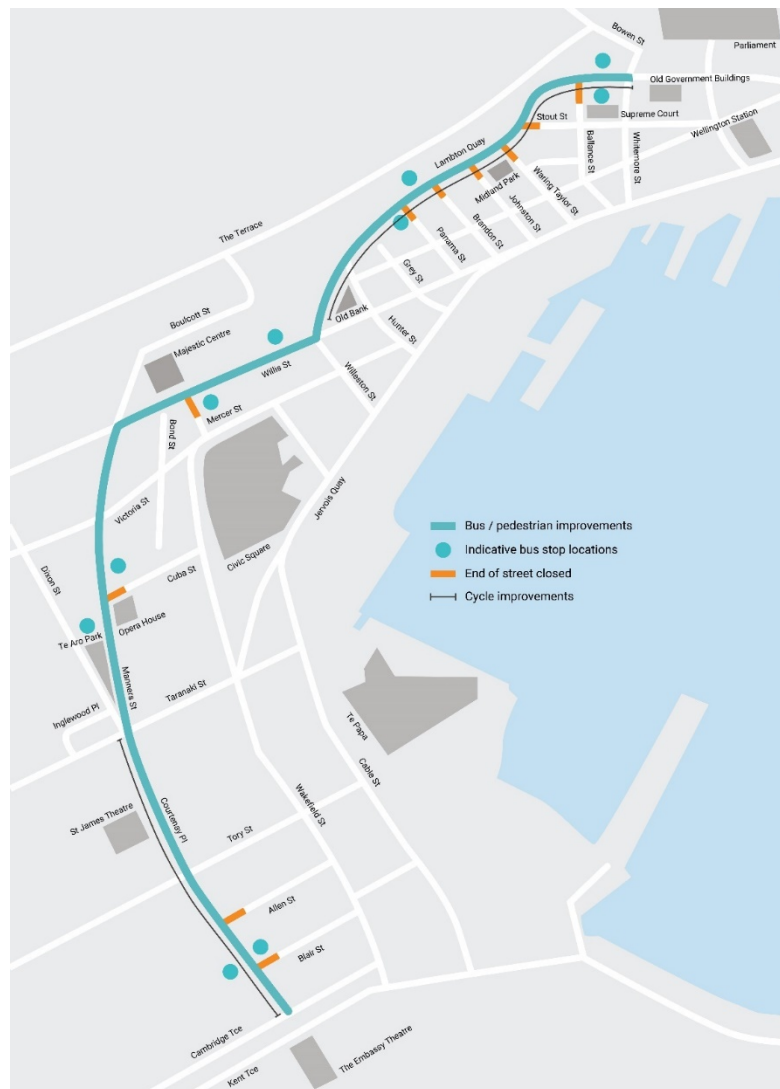 Bowen St
Parliament
Old Government Buildings
Supreme Court
Wellington Station
Stout St
Ballance St
Whitmore St
Lambton Quay
Midland Park
Waring Taylor St
Johnston St
Brandon St
Panama St
The Terrace
Grey St
Old Bank
Hunter St
Boulcott St
Majestic Centre
Willis St
Willeston St
Mercer St
Bond St
Jervois Quay
Victoria St
Civic Square
Cuba St
Dixon St
Opera House
Te Aro Park
Manners St
Taranaki St
Inglewood Pl
Te Papa
Cable St
Wakefield St
St James Theatre
Courtenay Pl
Tory St
Allen St
Blair St
Cambridge Tce
Kent Tce
The Embassy Theatre
Bus / pedestrian improvements
Indicative bus stop locations
End of street closed
Cycle improvements